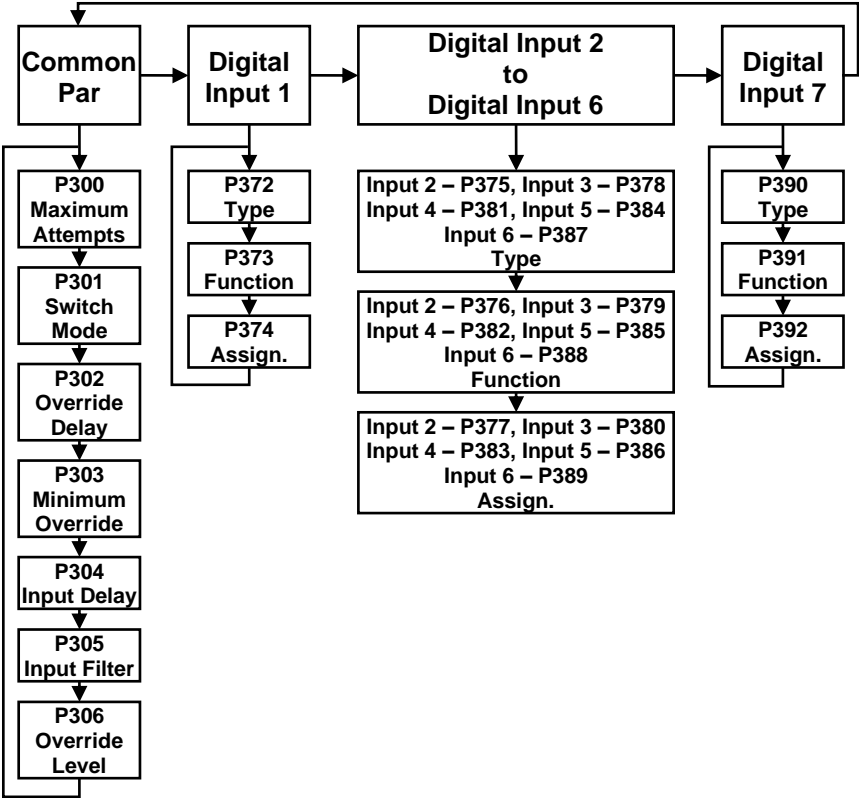 Common
Par
Digital
Input 1
Digital Input 2
to
Digital Input 6
Digital
Input 7
P300
Maximum
Attempts
P301
Switch
Mode
P302
Override
Delay
P303
Minimum
Override
P304
Input Delay
P305
Input Filter
P306
Override
Level
P372
Type
P373
Function
P374
Assign.
Input 2 – P375, Input 3 – P378
Input 4 – P381, Input 5 – P384
Input 6 – P387
Type
Input 2 – P376, Input 3 – P379
Input 4 – P382, Input 5 – P385
Input 6 – P388
Function
Input 2 – P377, Input 3 – P380
Input 4 – P383, Input 5 – P386
Input 6 – P389
Assign.
P390
Type
P391
Function
P392
Assign.